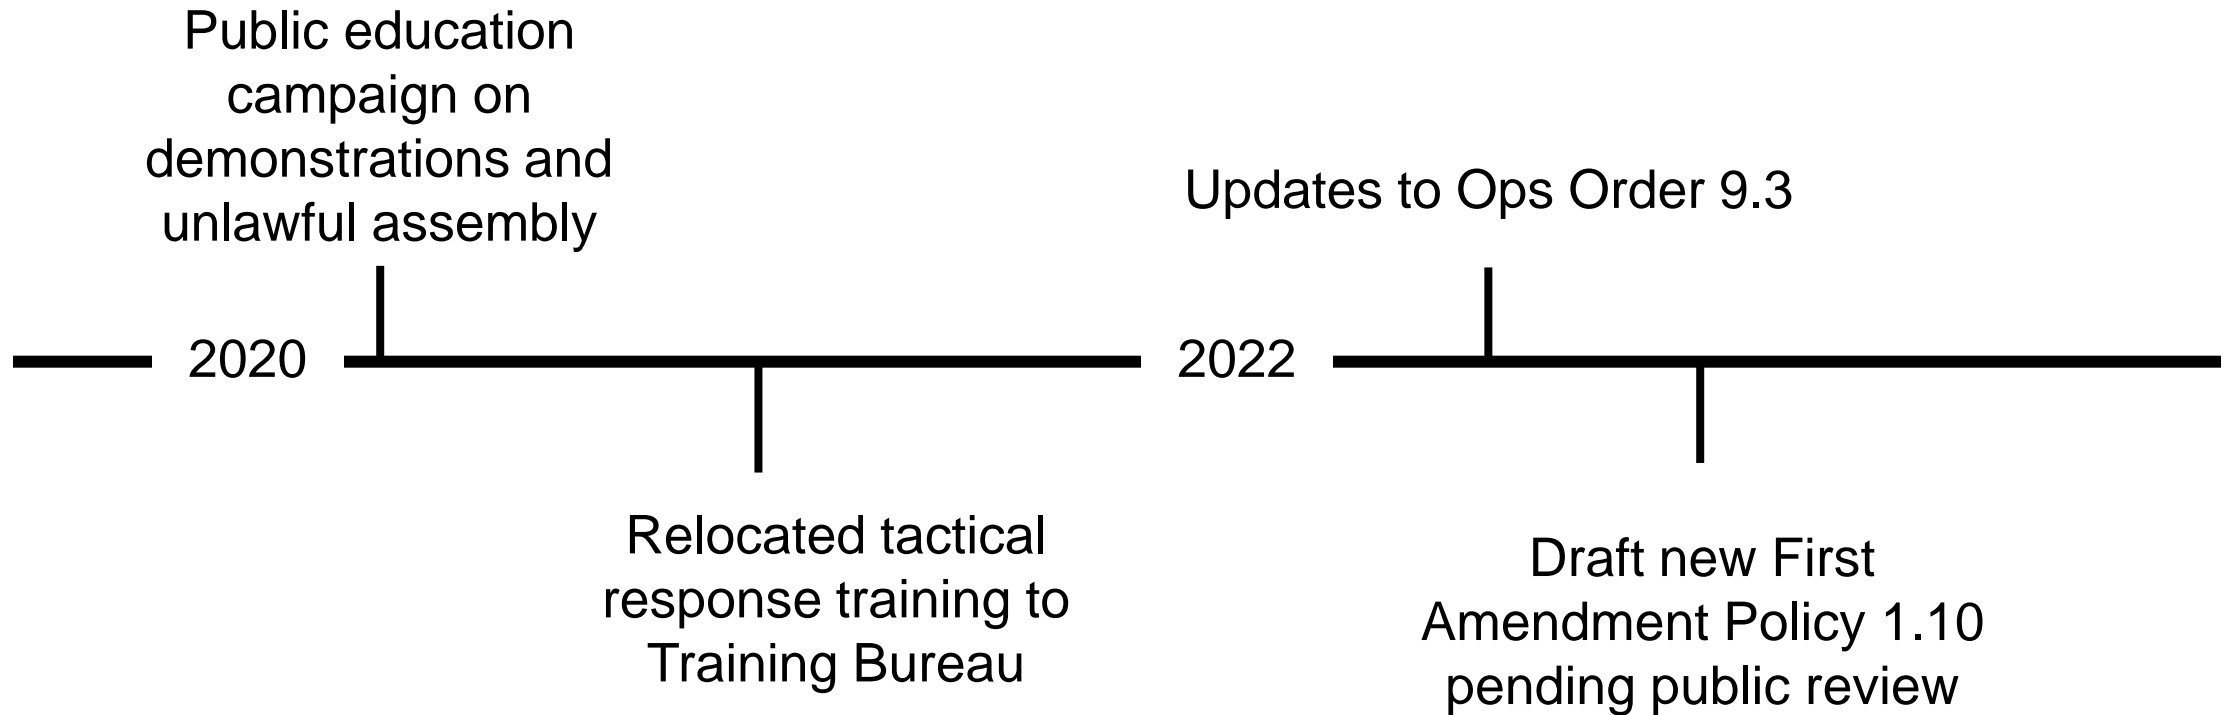 Public education
campaign on
demonstrations and
unlawful assembly
Updates to Ops Order 9.3
2020
2022
Relocated tactical
response training to
Training Bureau
Draft new First
Amendment Policy 1.10
pending public review